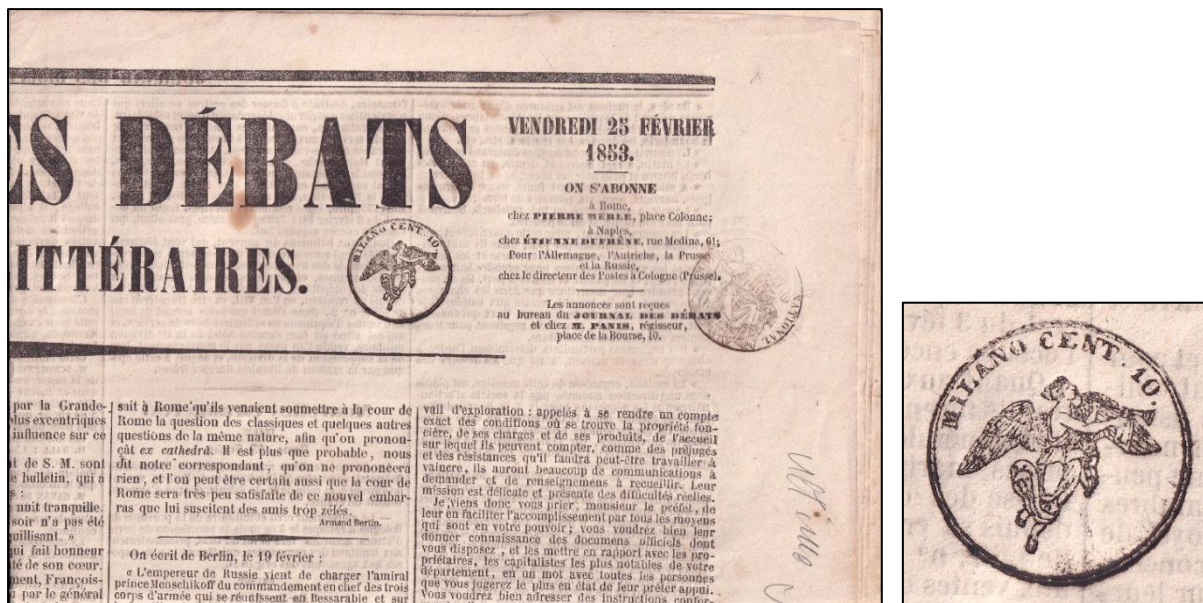 ES DÉBATS
ITTÉRAIRES.
MILANO CENT. 10.
VENDREDI 25 FÉVRIER
1853.
ON S'ABONNE
à Rome,
chez PIERRE MERLE, place Colonne;
à Naples,
chez ÉTIENNE DUFRÈNE, rue Medina, 61;
Pour l'Allemagne, l'Autriche, la Prusse
et la Russie,
chez le directeur des Postes à Cologne (Prusse).
Les annonces sont reçues
au bureau du JOURNAL DES DÉBATS
et chez M. PANIS, régisseur,
place de la Bourse, 10.
par la Grande-
plus excentriques
influence sur ce
t de S. M. sont
e bulletin, qui a
s :
nuit tranquille.
soir n'a pas été
uillisant. »
qui fait honneur
té de son cœur.
ment, François-
u par le général
sait à Rome qu'ils venaient soumettre à la cour de
Rome la question des classiques et quelques autres
questions de la même nature, afin qu'on pronon-
çât ex cathedrâ. Il est plus que probable, nous
dit notre correspondant, qu'on ne prononcera
rien, et l'on peut être certain aussi que la cour de
Rome sera très peu satisfaite de ce nouvel embar-
ras que lui suscitent des amis trop zélés.
Armand Bertin.
On écrit de Berlin, le 19 février :
« L'empereur de Russie vient de charger l'amiral
prince Menschikoff du commandement en chef des trois
corps d'armée qui se réunissent en Bessarabie et sur
vail d'exploration : appelés à se rendre un compte
exact des conditions où se trouve la propriété fon-
cière, de ses charges et de ses produits, de l'accueil
sur lequel ils peuvent compter, comme des préjugés
et des résistances qu'il faudra peut-être travailler à
vaincre, ils auront beaucoup de communications à
demander et de renseignemens à recueillir. Leur
mission est délicate et présente des difficultés réelles.
Je viens donc vous prier, monsieur le préfet, de
leur en faciliter l'accomplissement par tous les moyens
qui sont en votre pouvoir; vous voudrez bien leur
donner connaissance des documens officiels dont
vous disposez, et les mettre en rapport avec les pro-
priétaires, les capitalistes les plus notables de votre
département, en un mot avec toutes les personnes
que vous jugerez le plus en état de leur prêter appui.
Vous voudrez bien adresser des instructions confor-
MILANO CENT. 10.